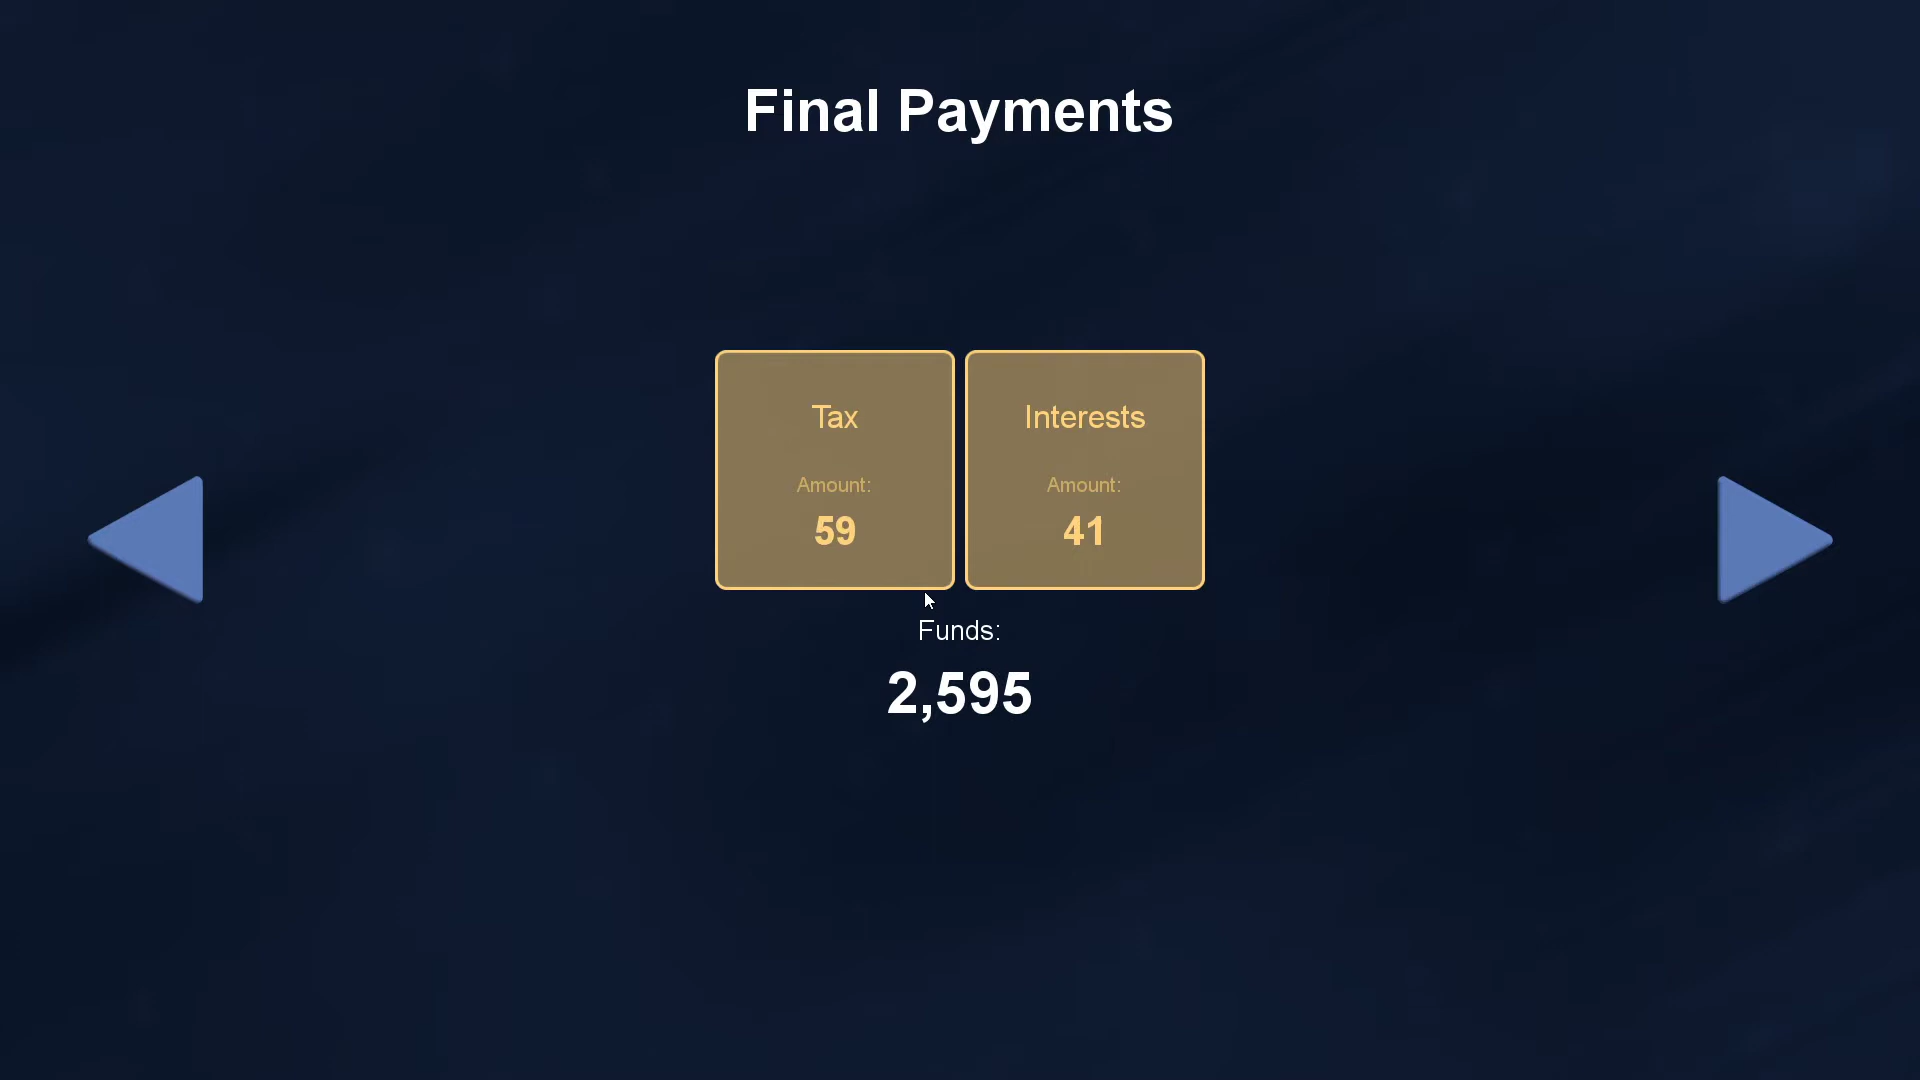 Final Payments
Tax
Amount:
59
Interests
Amount:
41
Funds:
2,595